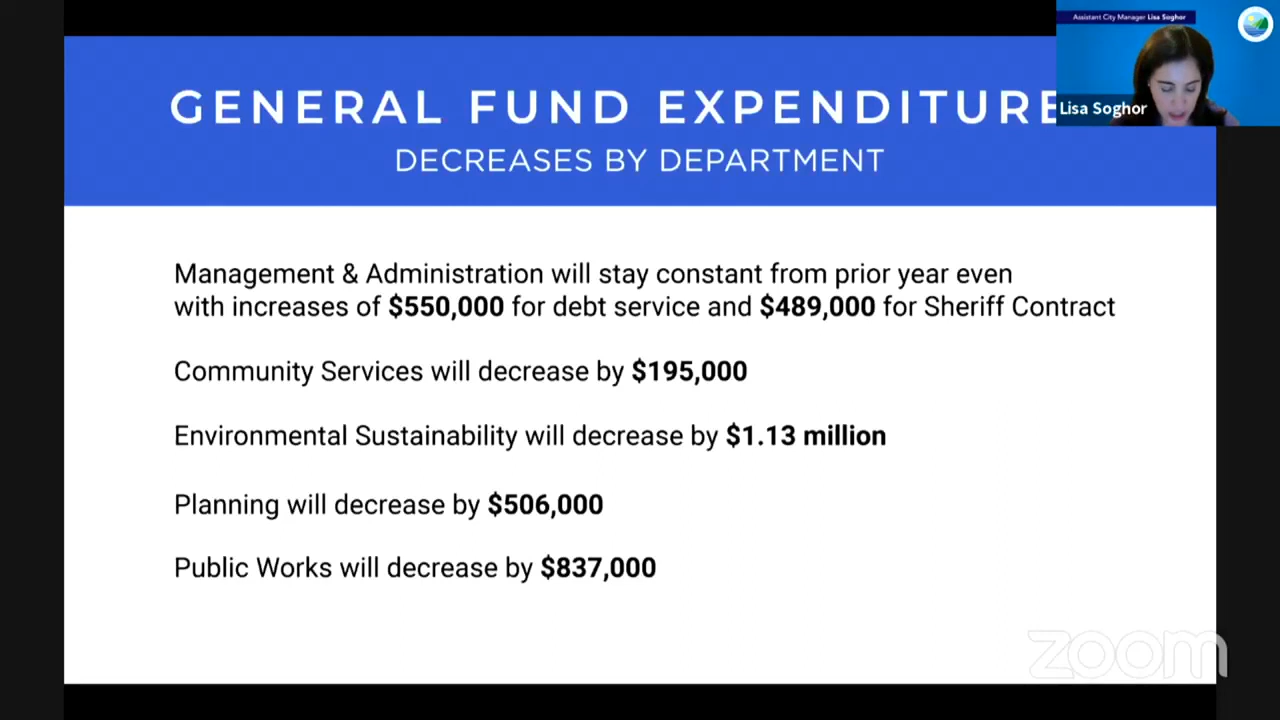 Assistant City Manager Lisa Soghor
GENERAL FUND EXPENDITURE
Lisa Soghor
DECREASES BY DEPARTMENT
Management & Administration will stay constant from prior year even
with increases of $550,000 for debt service and $489,000 for Sheriff Contract
Community Services will decrease by $195,000
Environmental Sustainability will decrease by $1.13 million
Planning will decrease by $506,000
Public Works will decrease by $837,000
zoom